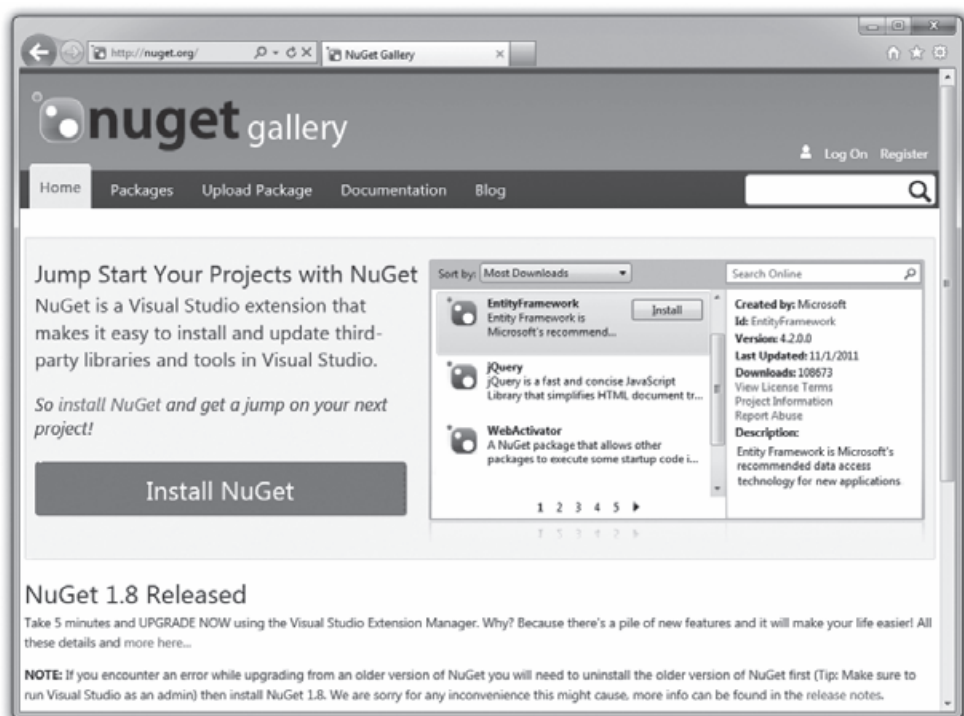 http://nuget.org/
NuGet Gallery
nuget gallery
Log On Register
Home Packages Upload Package Documentation Blog
Jump Start Your Projects with NuGet
NuGet is a Visual Studio extension that
makes it easy to install and update third-
party libraries and tools in Visual Studio.
So install NuGet and get a jump on your next
project!
Install NuGet
Sort by: Most Downloads
Search Online
EntityFramework
Entity Framework is
Microsoft's recommend...
Install
jQuery
jQuery is a fast and concise JavaScript
Library that simplifies HTML document tr...
WebActivator
A NuGet package that allows other
packages to execute some startup code i...
1 2 3 4 5
Created by: Microsoft
Id: EntityFramework
Version: 4.2.0.0
Last Updated: 11/1/2011
Downloads: 108673
View License Terms
Project Information
Report Abuse
Description:
Entity Framework is Microsoft's
recommended data access
technology for new applications
NuGet 1.8 Released
Take 5 minutes and UPGRADE NOW using the Visual Studio Extension Manager. Why? Because there's a pile of new features and it will make your life easier! All
these details and more here...
NOTE: If you encounter an error while upgrading from an older version of NuGet you will need to uninstall the older version of NuGet first (Tip: Make sure to
run Visual Studio as an admin) then install NuGet 1.8. We are sorry for any inconvenience this might cause, more info can be found in the release notes.